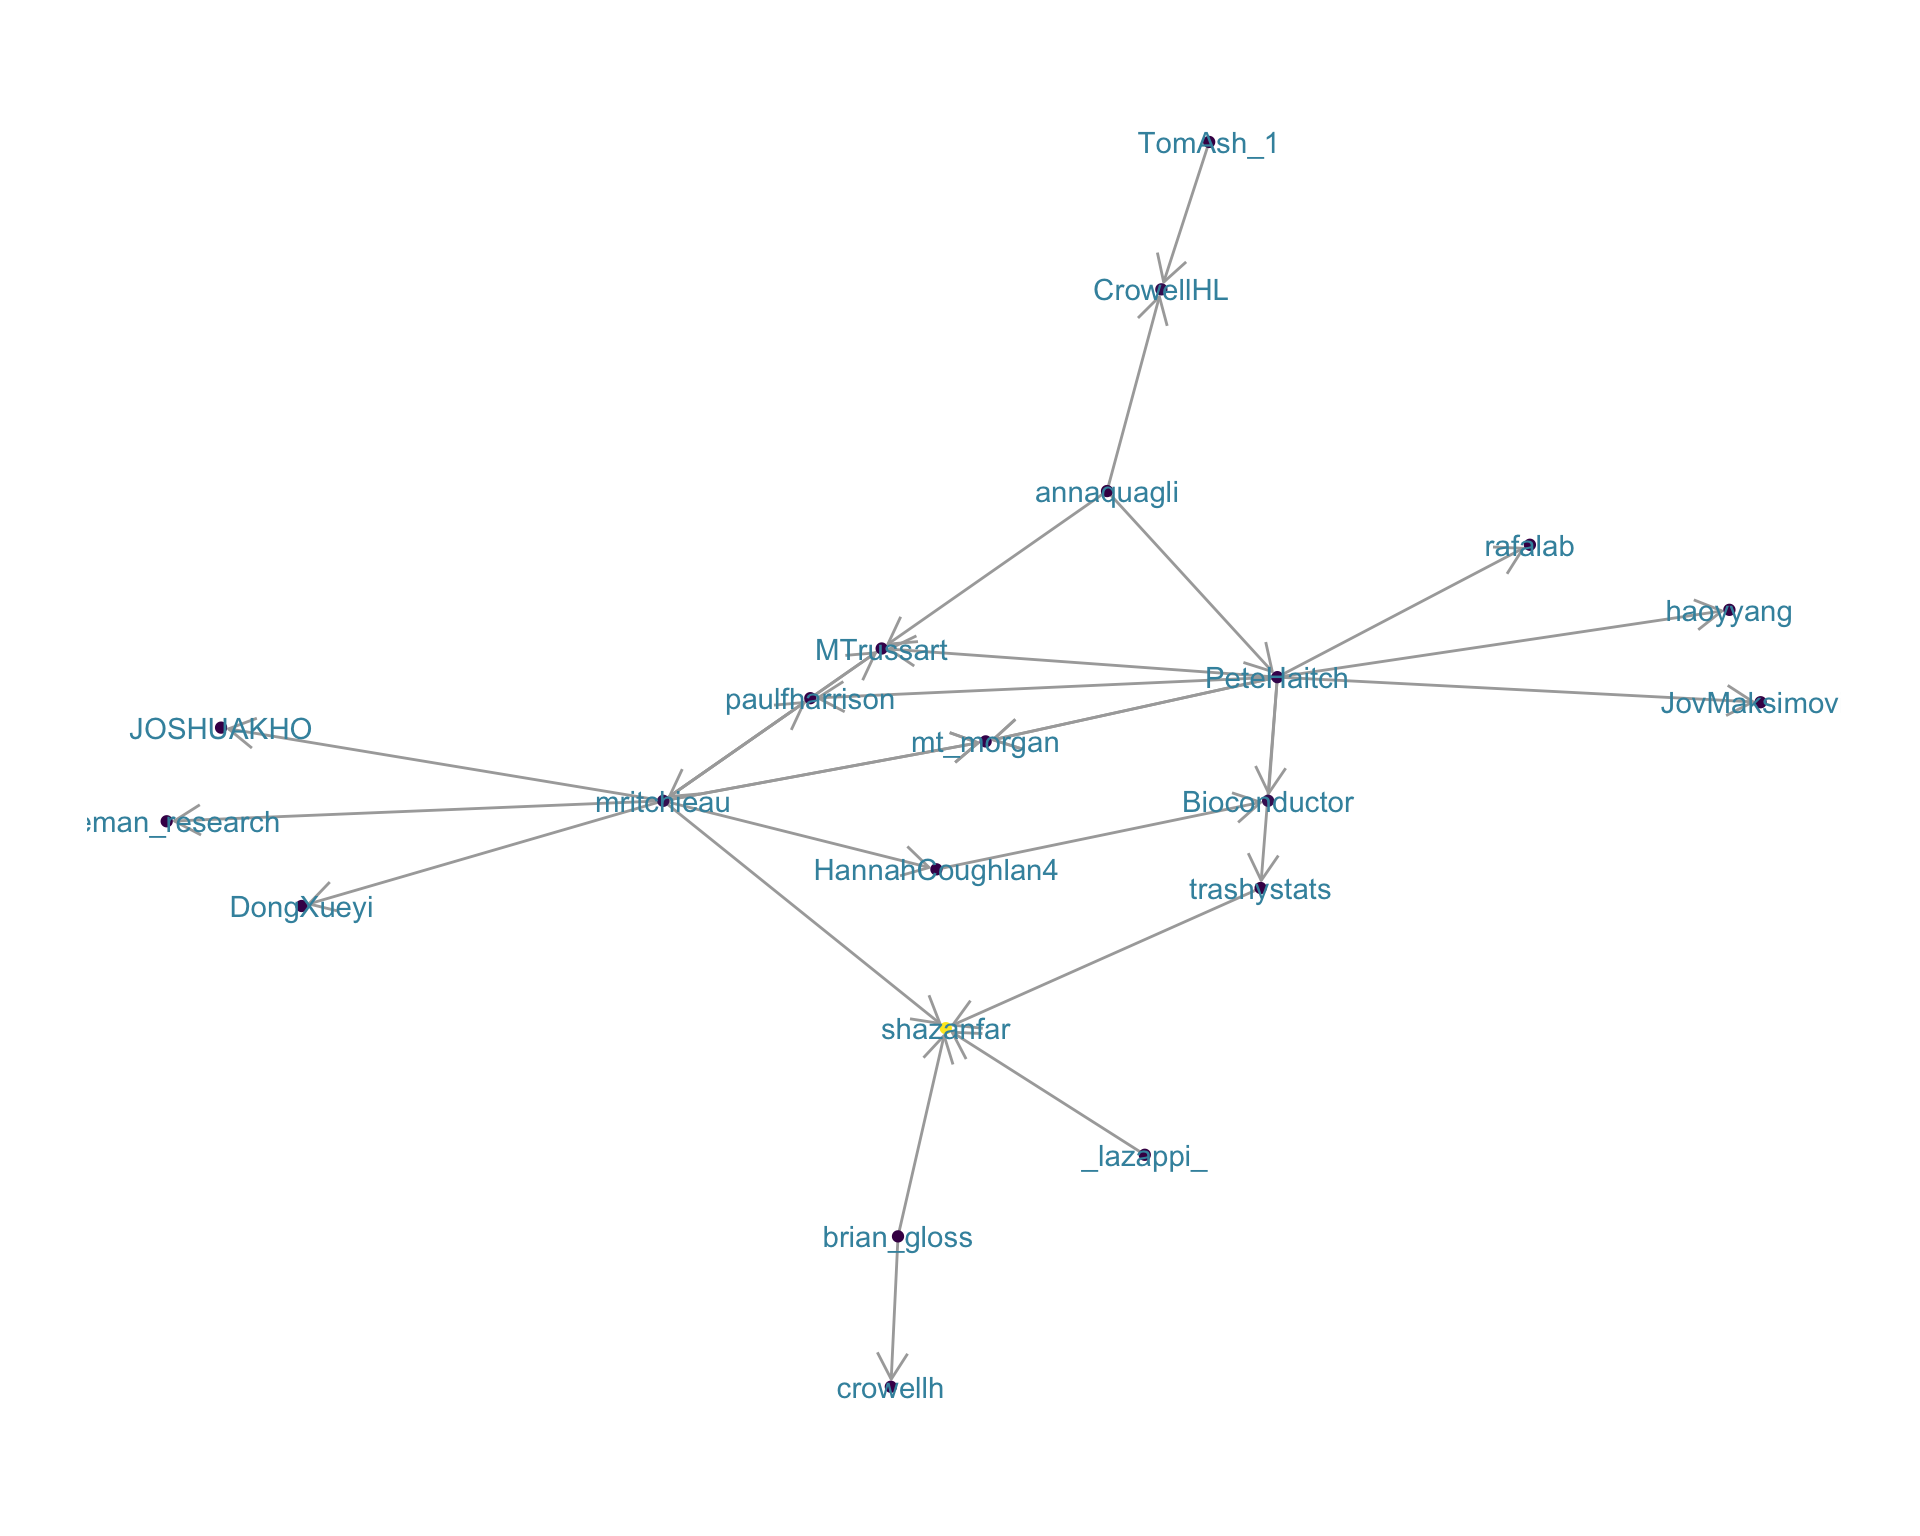 TomAsh_1
CrowellHL
annaquagli
rafalab
haoyyang
MTrussart
PeteHaitch
paulfharrison
JovMaksimov
JOSHUAKHO
mt_morgan
mritchieau
Bioconductor
eman_research
HannahCoughlan4
trashystats
DongXueyi
shazanfar
_lazappi_
brian_gloss
crowellh